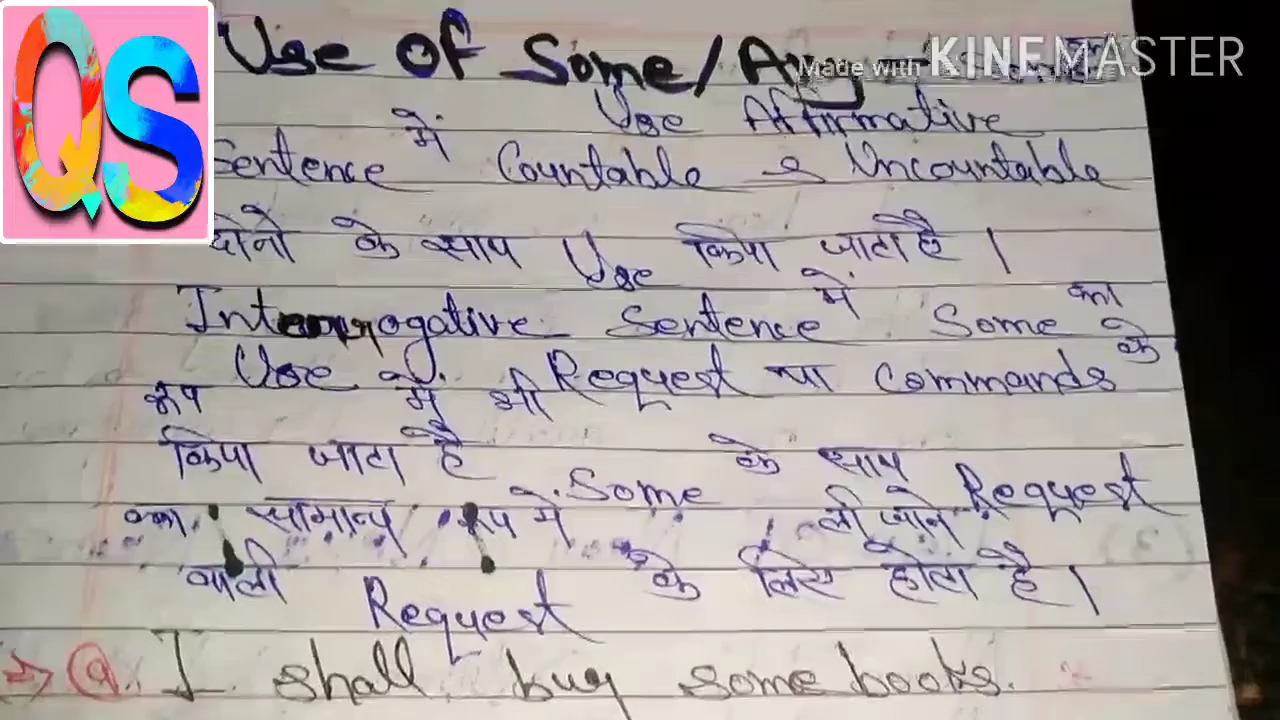 QS
Use Of Some/Any
Made with KINEMASTER
Use Affirmative
Sentence में Countable & Uncountable
दोनो के साथ Use किया जाता है।
Interrogative Sentence में Some का
Use Request या Commands के
रूप में भी
किया जाता है Some के साथ Request
का सामान्य रूप में ली जाने
वाली Request के लिए होता है।
⇒ Q. I shall buy some books.